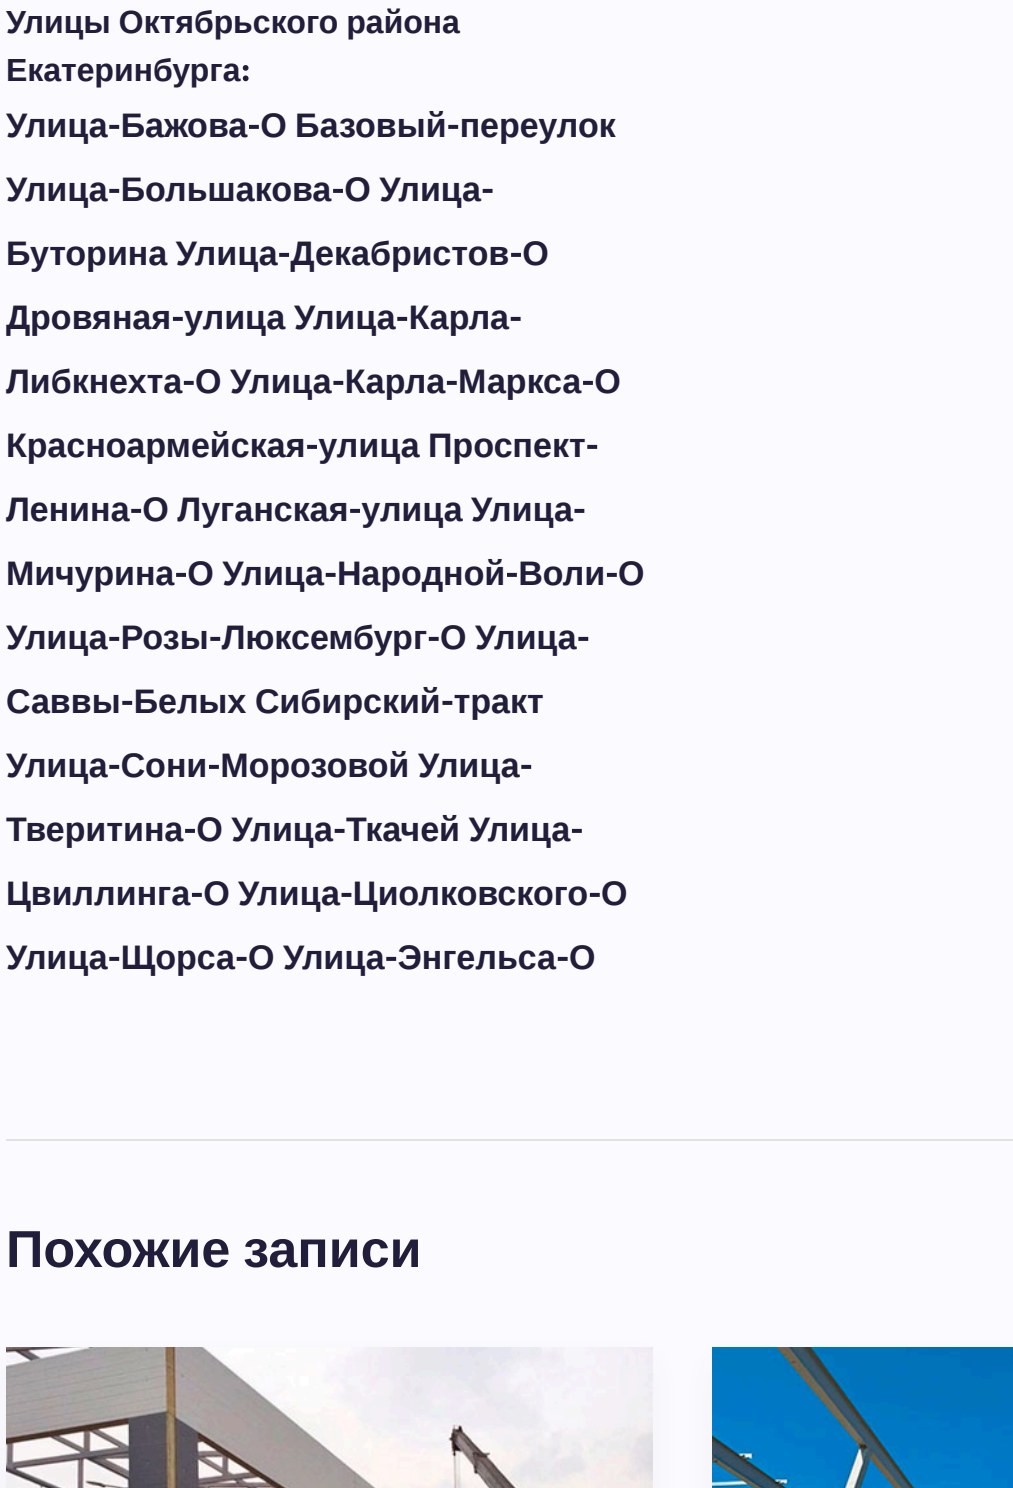 Улицы Октябрьского района
Екатеринбурга:
Улица-Бажова-О Базовый-переулок
Улица-Большакова-О Улица-
Буторина Улица-Декабристов-О
Дровяная-улица Улица-Карла-
Либкнехта-О Улица-Карла-Маркса-О
Красноармейская-улица Проспект-
Ленина-О Луганская-улица Улица-
Мичурина-О Улица-Народной-Воли-О
Улица-Розы-Люксембург-О Улица-
Саввы-Белых Сибирский-тракт
Улица-Сони-Морозовой Улица-
Тверитина-О Улица-Ткачей Улица-
Цвиллинга-О Улица-Циолковского-О
Улица-Щорса-О Улица-Энгельса-О
Похожие записи